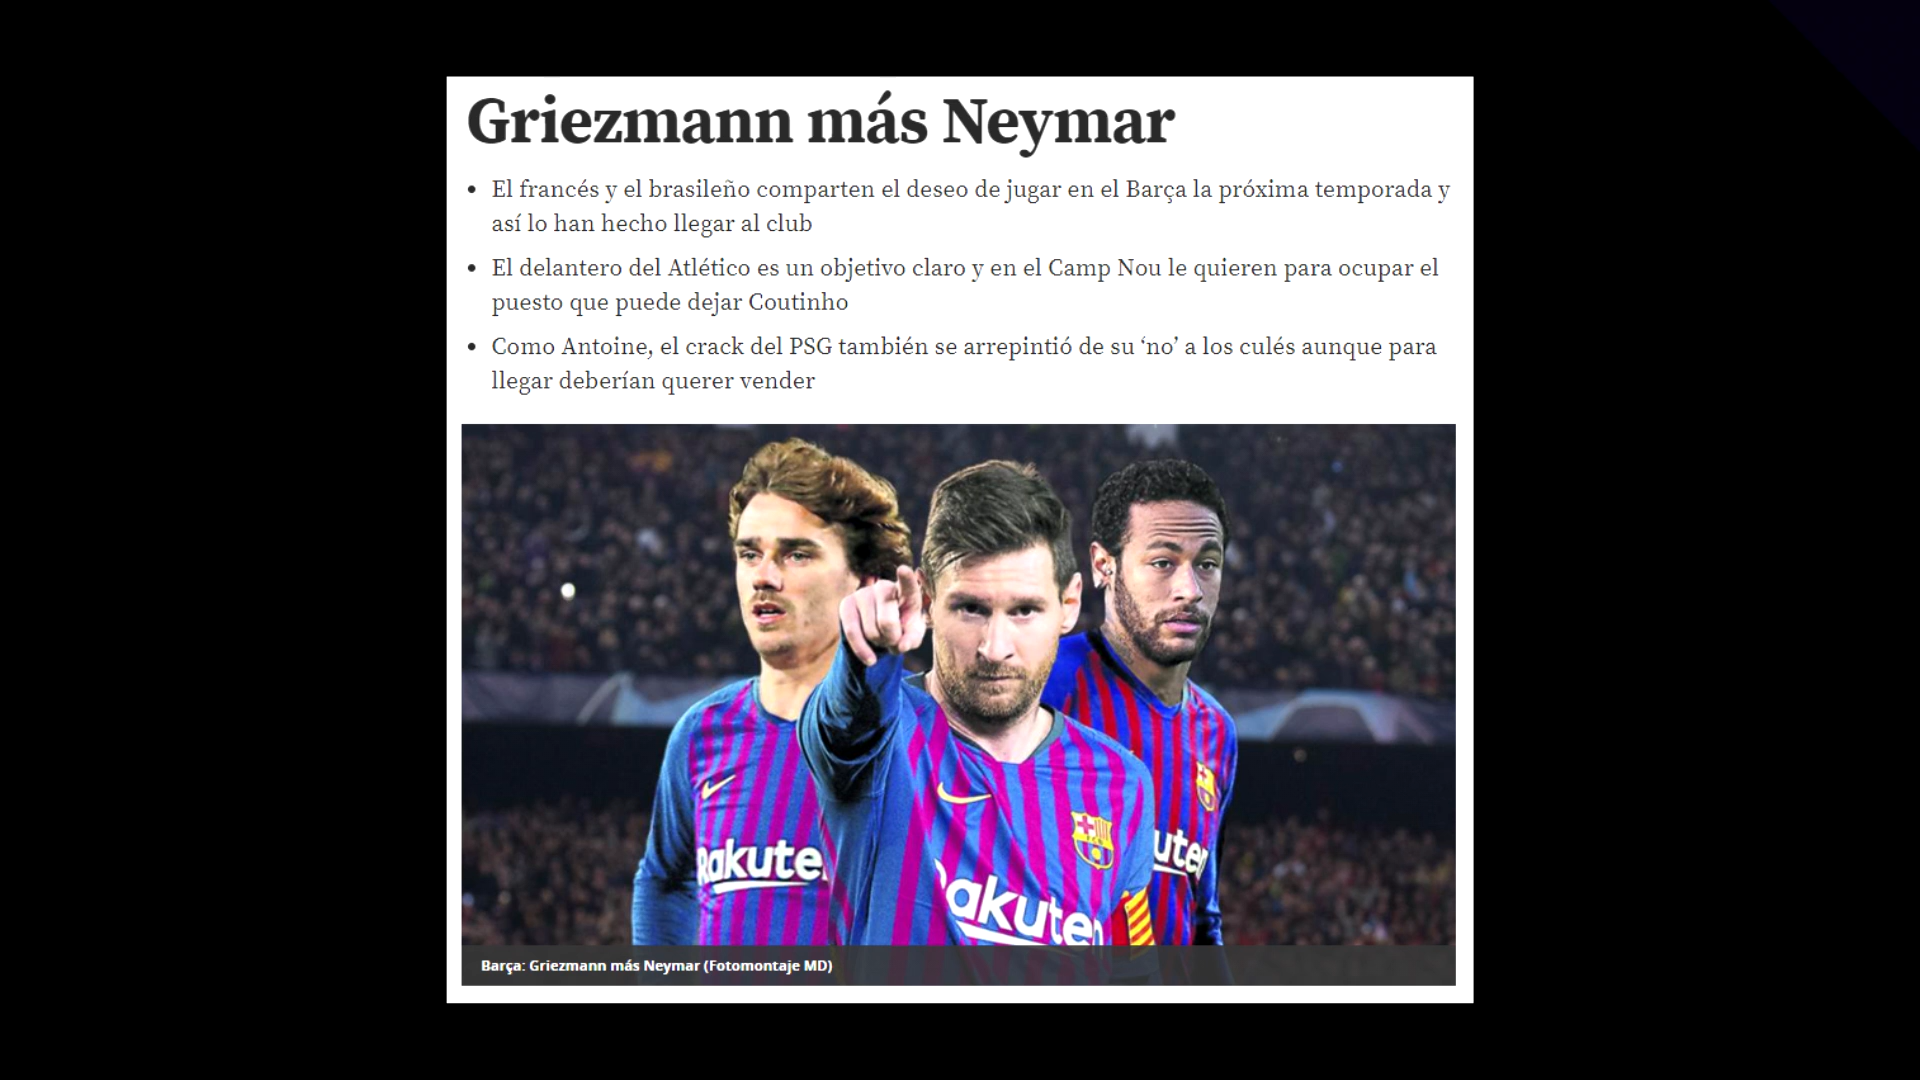 Griezmann más Neymar
• El francés y el brasileño comparten el deseo de jugar en el Barça la próxima temporada y
así lo han hecho llegar al club
• El delantero del Atlético es un objetivo claro y en el Camp Nou le quieren para ocupar el
puesto que puede dejar Coutinho
• Como Antoine, el crack del PSG también se arrepintió de su ‘no’ a los culés aunque para
llegar deberían querer vender
Rakute
akuten
uten
Barça: Griezmann más Neymar (Fotomontaje MD)